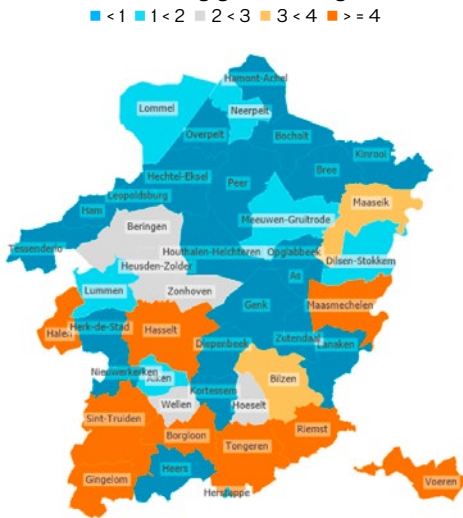 < 1 1 < 2 2 < 3 3 < 4 > = 4
Hamont-Achel
Lommel
Neerpelt
Overpelt
Bocholt
Kinrooi
Bree
Hechtel-Eksel
Peer
Leopoldsburg
Maaseik
Ham
Meeuwen-Gruitrode
Beringen
Tessenderlo
Houthalen-Helchteren
Opglabbeek
Dilsen-Stokkem
Heusden-Zolder
As
Lummen
Zonhoven
Genk
Maasmechelen
Halen
Herk-de-Stad
Hasselt
Diepenbeek
Zutendaal
Lanaken
Nieuwerkerken
Alken
Bilzen
Kortessem
Wellen
Hoeselt
Sint-Truiden
Borgloon
Riemst
Tongeren
Heers
Gingelom
Voeren
Herstappe